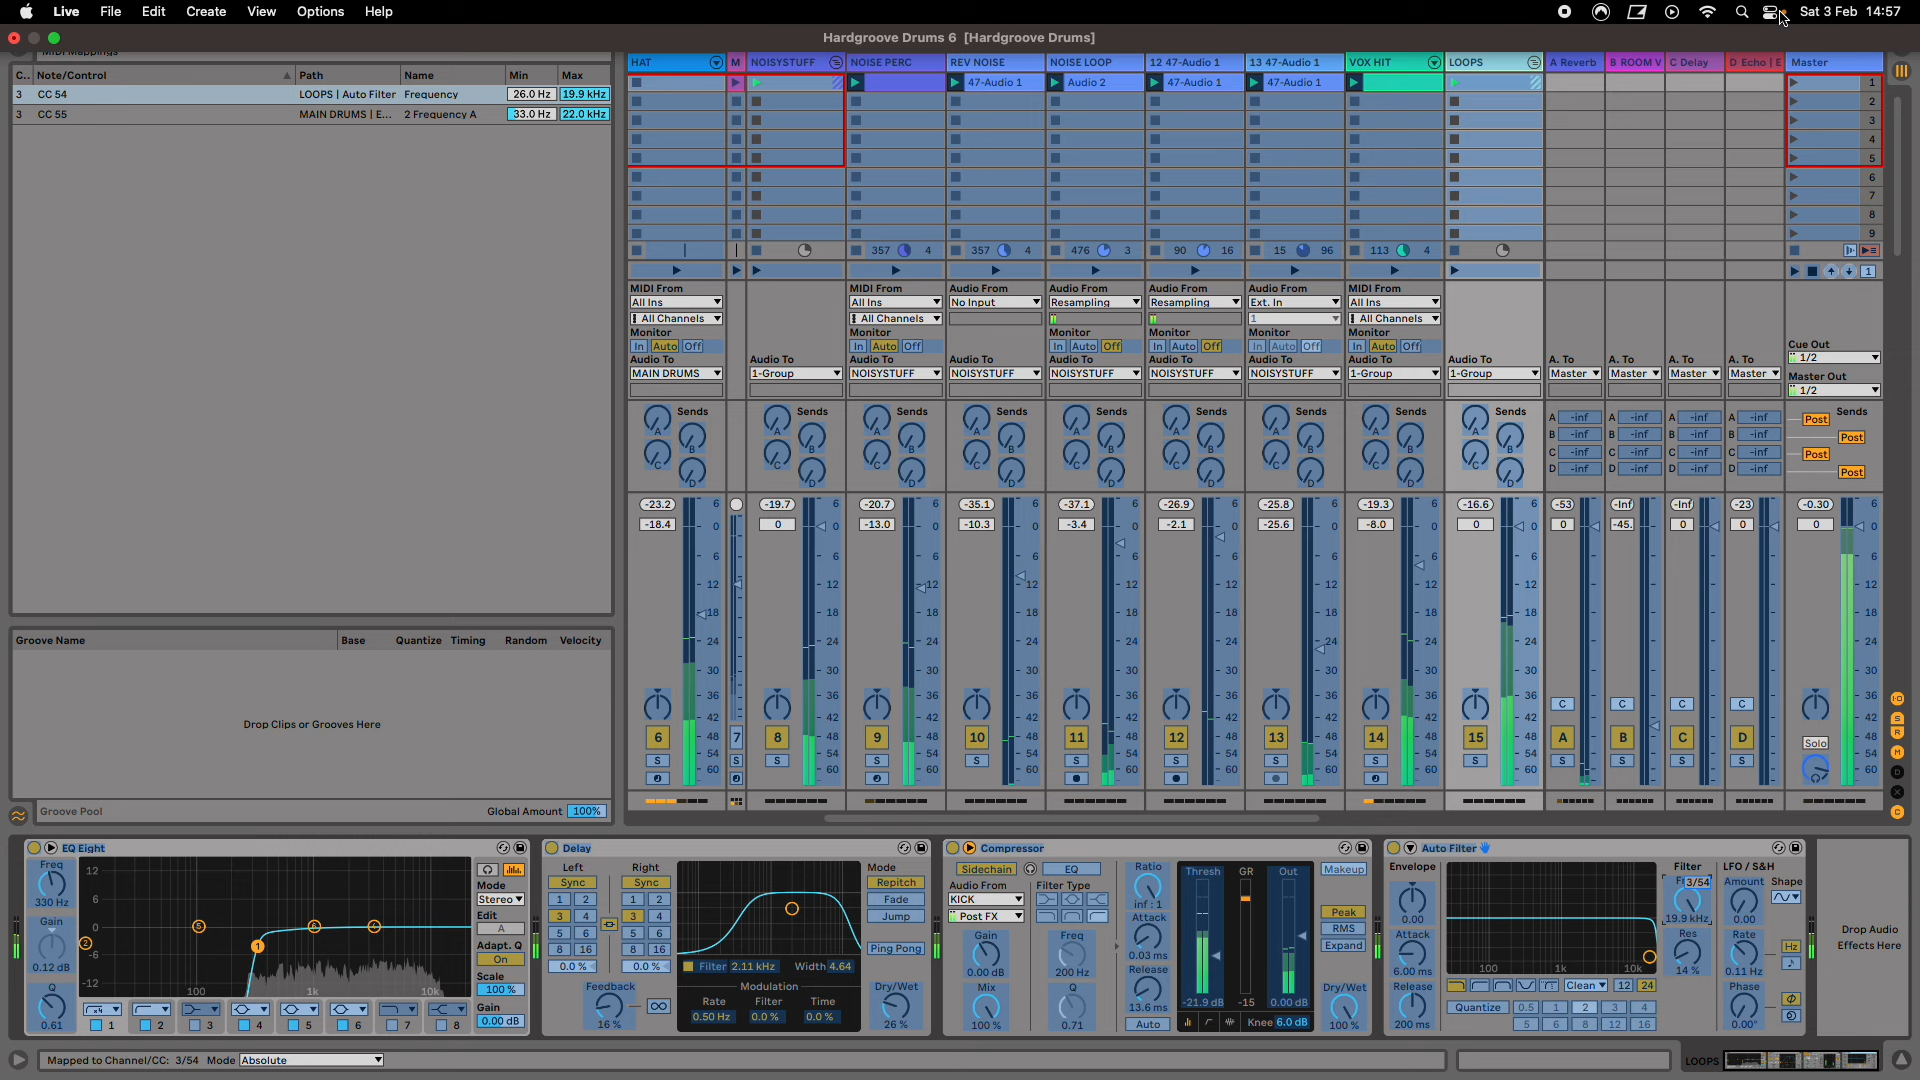 Live File Edit Create View Options Help Sat 3 Feb 14:57
Hardgroove Drums 6 [Hardgroove Drums]
MIDI Mappings
C.. Note/Control Path Name Min Max
3 CC 54 LOOPS | Auto Filter Frequency 26.0 Hz 19.9 kHz
3 CC 55 MAIN DRUMS | E... 2 Frequency A 33.0 Hz 22.0 kHz
Groove Name Base Quantize Timing Random Velocity
Drop Clips or Grooves Here
Groove Pool Global Amount 100%
HAT M NOISYSTUFF NOISE PERC REV NOISE NOISE LOOP 12 47-Audio 1 13 47-Audio 1 VOX HIT LOOPS A Reverb B ROOM V C Delay D Echo | E Master
47-Audio 1 Audio 2 47-Audio 1 47-Audio 1 1
2
3
4
5
6
7
8
9
357 4 357 4 476 3 90 16 15 96 113 4
1
MIDI From MIDI From Audio From Audio From Audio From Audio From MIDI From
All Ins All Ins No Input Resampling Resampling Ext. In All Ins
All Channels All Channels 1 All Channels
Monitor Monitor Monitor Monitor Monitor Monitor
In Auto Off In Auto Off In Auto Off In Auto Off In Auto Off In Auto Off Cue Out
Audio To Audio To Audio To Audio To Audio To Audio To Audio To Audio To Audio To A. To A. To A. To A. To 1/2
MAIN DRUMS 1-Group NOISYSTUFF NOISYSTUFF NOISYSTUFF NOISYSTUFF NOISYSTUFF 1-Group 1-Group Master Master Master Master Master Out
1/2
Sends Sends Sends Sends Sends Sends Sends Sends Sends Sends
A B C D A B C D A B C D A B C D A B C D A B C D A B C D A B C D A B C D
A -inf A -inf A -inf A -inf Post
B -inf B -inf B -inf B -inf Post
C -inf C -inf C -inf C -inf Post
D -inf D -inf D -inf D -inf Post
-23.2 6 -19.7 6 -20.7 6 -35.1 6 -37.1 6 -26.9 6 -25.8 6 -19.3 6 -16.6 6 -53 -Inf -Inf -23 -0.30 6
-18.4 0 0 0 -13.0 0 -10.3 0 -3.4 0 -2.1 0 -25.6 0 -8.0 0 0 0 0 -45. 0 0 0 0
6 6 6 6 6 6 6 6 6 6
12 12 12 12 12 12 12 12 12 12
18 18 18 18 18 18 18 18 18 18
24 24 24 24 24 24 24 24 24 24
30 30 30 30 30 30 30 30 30 30
36 36 36 36 36 36 36 36 36 36
42 42 42 42 42 42 42 42 42 42
C C C C
6 48 7 8 48 9 48 10 48 11 48 12 48 13 48 14 48 15 48 A B C D Solo 48
54 54 54 54 54 54 54 54 54 54
S 60 S S 60 S 60 S 60 S 60 S 60 S 60 S 60 S 60 S S S S 60
I·O
S
R
M
D
X
C
EQ Eight
Freq
330 Hz
Gain
0.12 dB
Q
0.61
12
6
0
-6
-12
100 1k 10k
1 2 3 4 5 6 7 8
Mode
Stereo
Edit
A
Adapt. Q
On
Scale
100 %
Gain
0.00 dB
Delay
Left Right
Sync Sync
1 2 1 2
3 4 3 4
5 6 5 6
8 16 8 16
0.0 % 0.0 %
Feedback
16 %
Filter 2.11 kHz Width 4.64
Modulation
Rate Filter Time
0.50 Hz 0.0 % 0.0 %
Mode
Repitch
Fade
Jump
Ping Pong
Dry/Wet
26 %
Compressor
Sidechain EQ
Audio From Filter Type
KICK
Post FX
Gain Freq
0.00 dB 200 Hz
Mix Q
100 % 0.71
Ratio
inf : 1
Attack
0.03 ms
Release
13.6 ms
Auto
Thresh GR Out
-21.9 dB -15 0.00 dB
Knee 6.0 dB
Makeup
Peak
RMS
Expand
Dry/Wet
100 %
Auto Filter
Envelope
0.00
Attack
6.00 ms
Release
200 ms
100 1k 10k
Clean 12 24
Quantize 0.5 1 2 3 4
5 6 8 12 16
Filter
3/54
19.9 kHz
Res
14 %
LFO / S&H
Amount Shape
0.00
Rate
0.11 Hz
Hz
Phase
0.00°
Drop Audio
Effects Here
Mapped to Channel/CC: 3/54 Mode Absolute
LOOPS